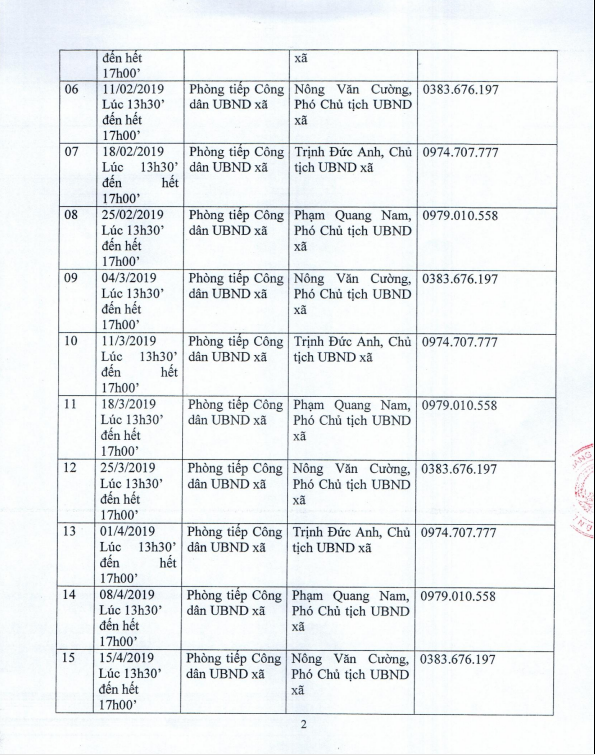 đến hết
17h00’
xã
06
11/02/2019
Lúc 13h30’
đến hết
17h00’
Phòng tiếp Công
dân UBND xã
Nông Văn Cường,
Phó Chủ tịch UBND
xã
0383.676.197
07
18/02/2019
Lúc 13h30’
đến hết
17h00’
Phòng tiếp Công
dân UBND xã
Trịnh Đức Anh, Chủ
tịch UBND xã
0974.707.777
08
25/02/2019
Lúc 13h30’
đến hết
17h00’
Phòng tiếp Công
dân UBND xã
Phạm Quang Nam,
Phó Chủ tịch UBND
xã
0979.010.558
09
04/3/2019
Lúc 13h30’
đến hết
17h00’
Phòng tiếp Công
dân UBND xã
Nông Văn Cường,
Phó Chủ tịch UBND
xã
0383.676.197
10
11/3/2019
Lúc 13h30’
đến hết
17h00’
Phòng tiếp Công
dân UBND xã
Trịnh Đức Anh, Chủ
tịch UBND xã
0974.707.777
11
18/3/2019
Lúc 13h30’
đến hết
17h00’
Phòng tiếp Công
dân UBND xã
Phạm Quang Nam,
Phó Chủ tịch UBND
xã
0979.010.558
12
25/3/2019
Lúc 13h30’
đến hết
17h00’
Phòng tiếp Công
dân UBND xã
Nông Văn Cường,
Phó Chủ tịch UBND
xã
0383.676.197
13
01/4/2019
Lúc 13h30’
đến hết
17h00’
Phòng tiếp Công
dân UBND xã
Trịnh Đức Anh, Chủ
tịch UBND xã
0974.707.777
14
08/4/2019
Lúc 13h30’
đến hết
17h00’
Phòng tiếp Công
dân UBND xã
Phạm Quang Nam,
Phó Chủ tịch UBND
xã
0979.010.558
15
15/4/2019
Lúc 13h30’
đến hết
17h00’
Phòng tiếp Công
dân UBND xã
Nông Văn Cường,
Phó Chủ tịch UBND
xã
0383.676.197
2